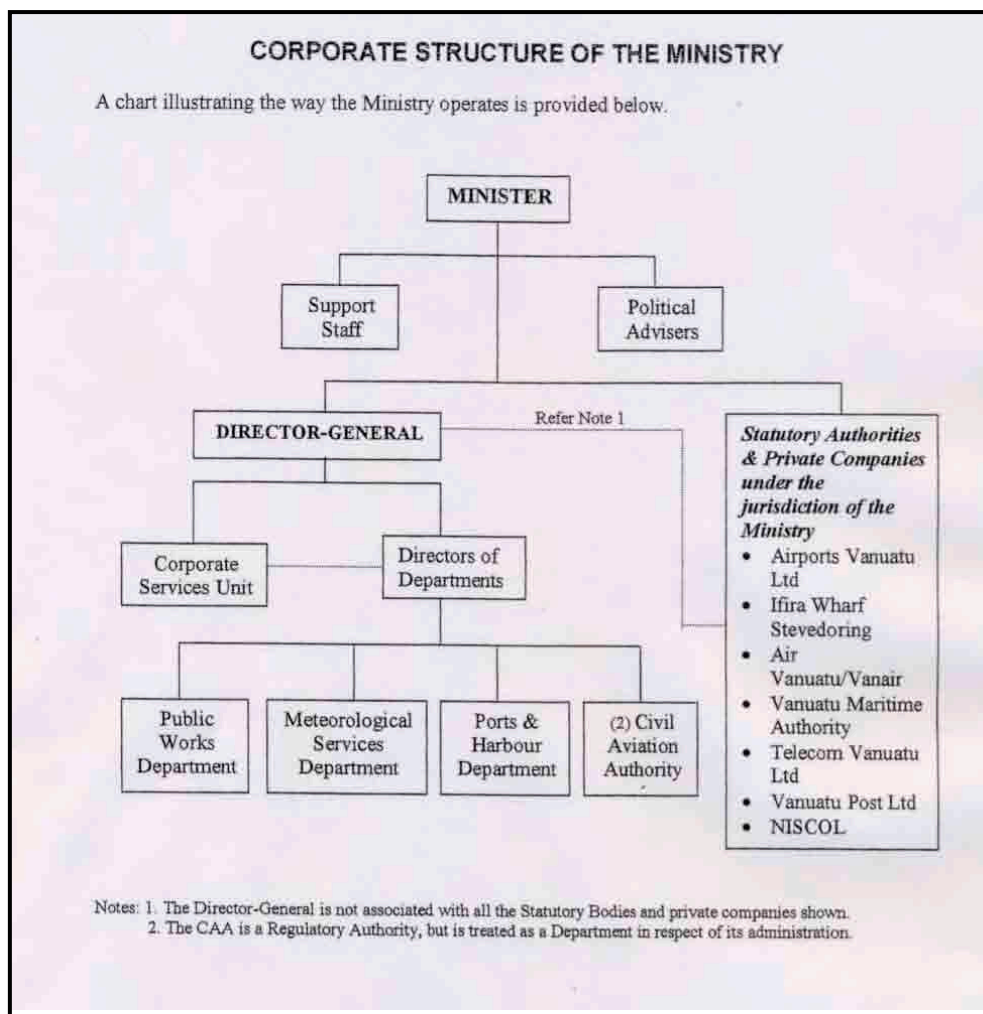 CORPORATE STRUCTURE OF THE MINISTRY
A chart illustrating the way the Ministry operates is provided below.
MINISTER
Support
Staff
Political
Advisers
DIRECTOR-GENERAL
Refer Note 1
Statutory Authorities
& Private Companies
under the
jurisdiction of the
Ministry
• Airports Vanuatu
Ltd
• Ifira Wharf
Stevedoring
• Air
Vanuatu/Vanair
• Vanuatu Maritime
Authority
• Telecom Vanuatu
Ltd
• Vanuatu Post Ltd
• NISCOL
Corporate
Services Unit
Directors of
Departments
Public
Works
Department
Meteorological
Services
Department
Ports &
Harbour
Department
(2) Civil
Aviation
Authority
Notes: 1. The Director-General is not associated with all the Statutory Bodies and private companies shown.
2. The CAA is a Regulatory Authority, but is treated as a Department in respect of its administration.